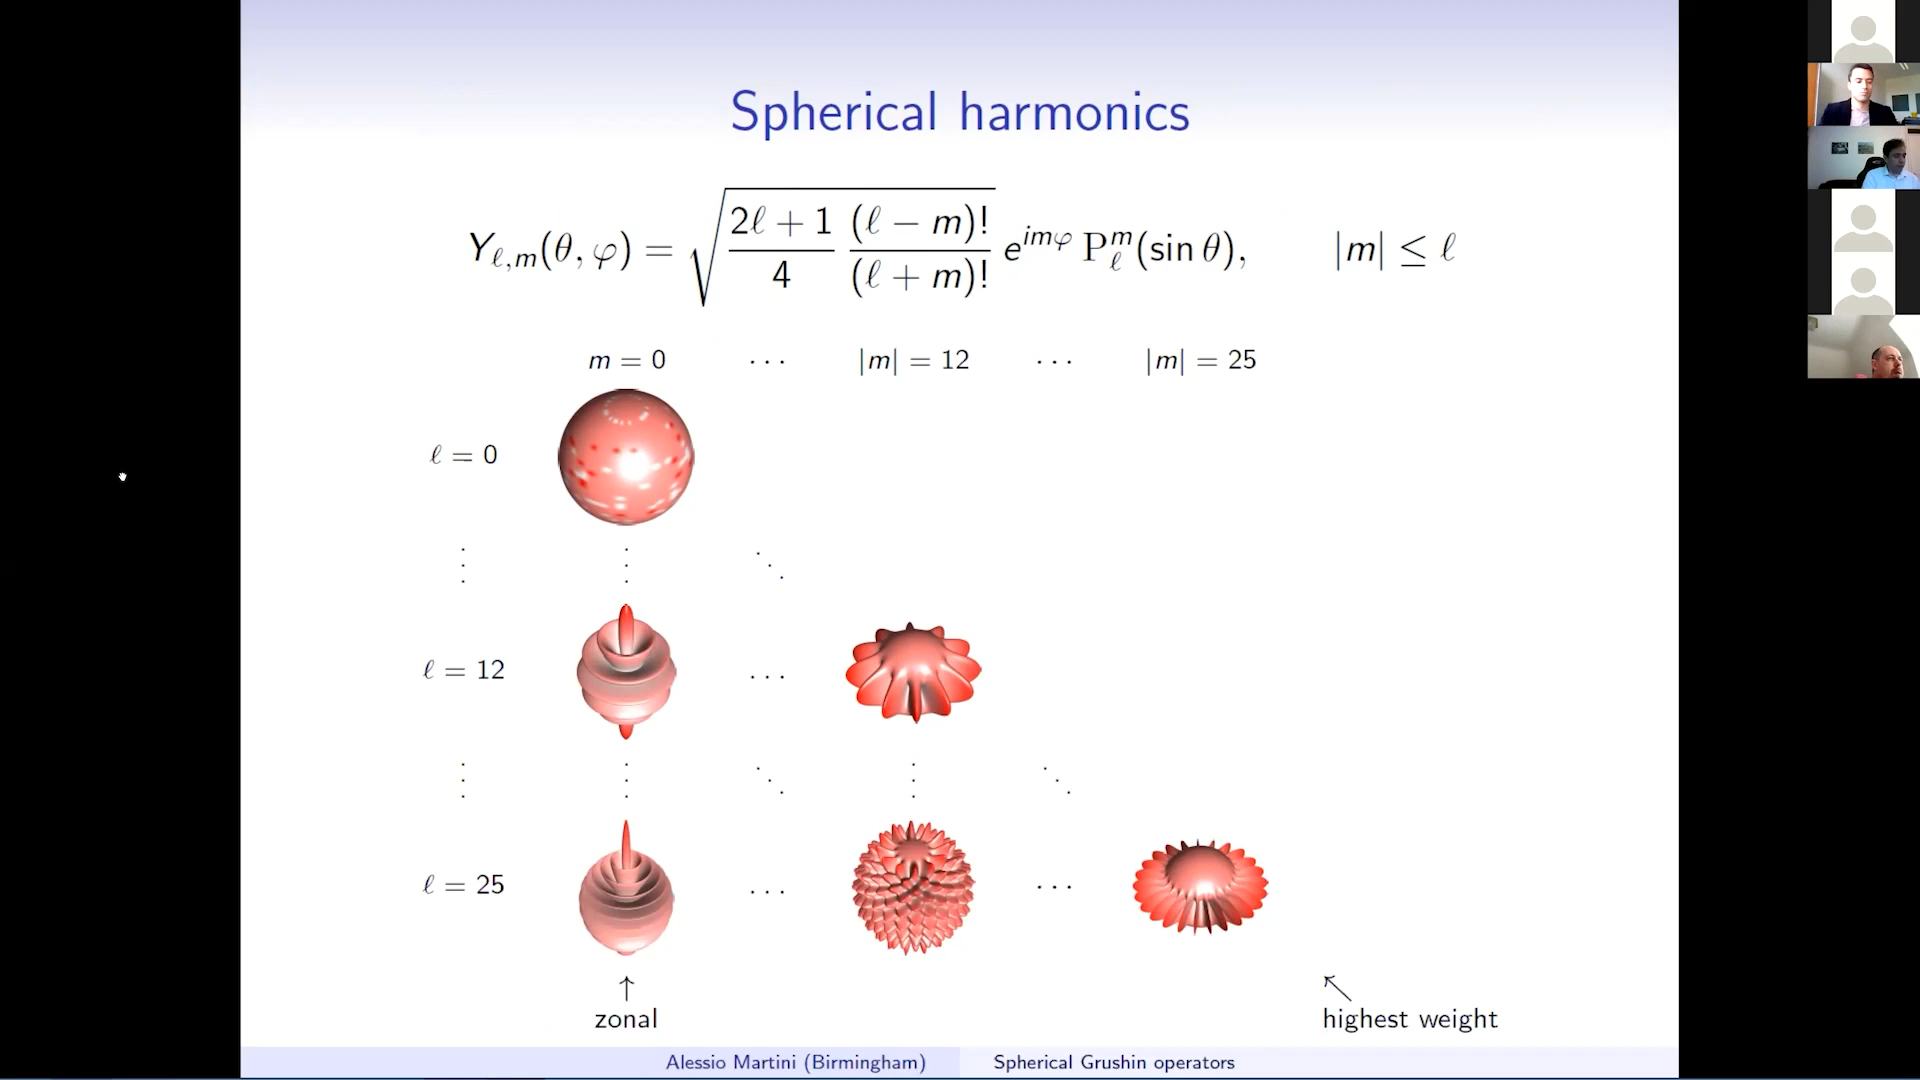 Spherical harmonics
Y_{ℓ,m}(θ, φ) = √((2ℓ + 1)/4 (ℓ − m)!/(ℓ + m)!) e^{imφ} P_ℓ^m(sin θ), |m| ≤ ℓ
m = 0 ⋯ |m| = 12 ⋯ |m| = 25
ℓ = 0
⋮ ⋮ ⋱
ℓ = 12 ⋯
⋮ ⋮ ⋱ ⋮ ⋱
ℓ = 25 ⋯ ⋯
↑ ↖
zonal highest weight
Alessio Martini (Birmingham) Spherical Grushin operators